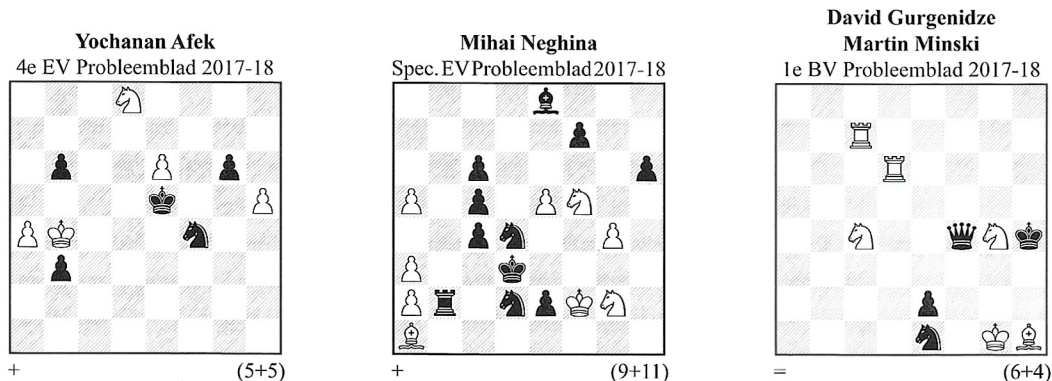 Yochanan Afek
4e EV Probleemblad 2017-18
+ (5+5)
Mihai Neghina
Spec. EV Probleemblad 2017-18
+ (9+11)
David Gurgenidze
Martin Minski
1e BV Probleemblad 2017-18
= (6+4)